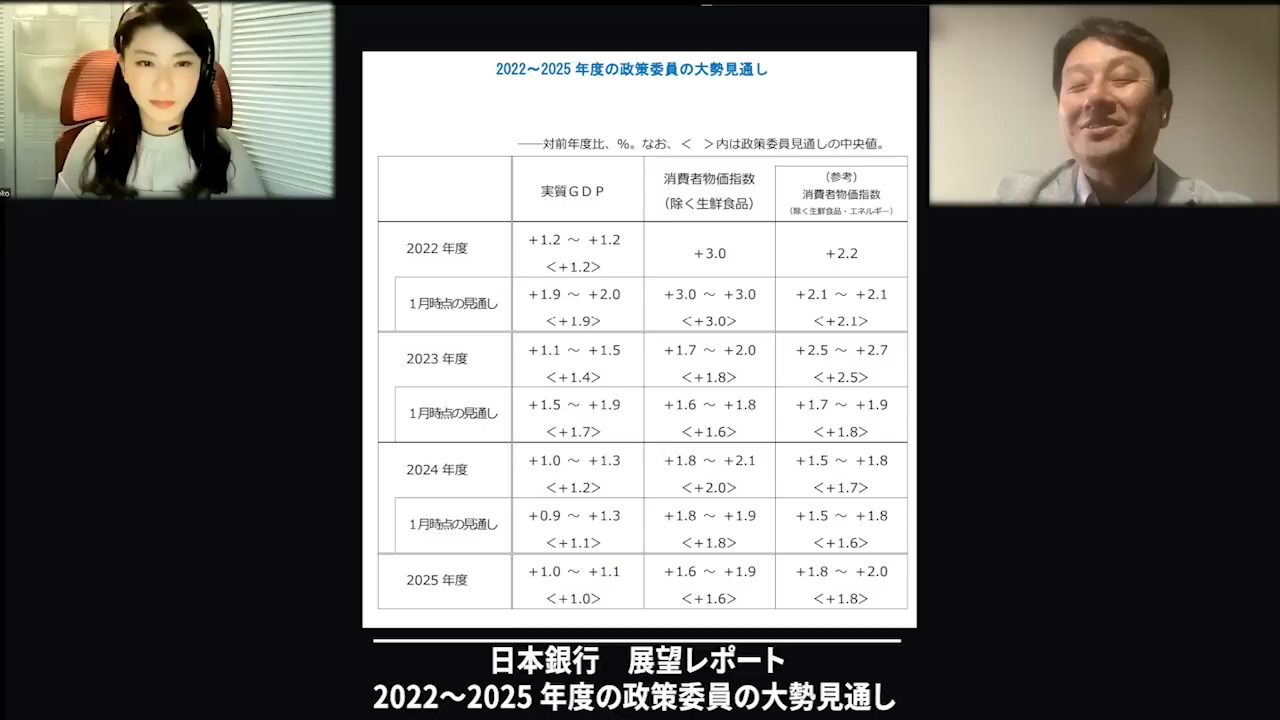 2022～2025 年度の政策委員の大勢見通し
――対前年度比、％。なお、＜　＞内は政策委員見通しの中央値。
実質ＧＤＰ
消費者物価指数
（除く生鮮食品）
（参考）
消費者物価指数
（除く生鮮食品・エネルギー）
2022 年度
+1.2 ～ +1.2
＜+1.2＞
+3.0
+2.2
１月時点の見通し
+1.9 ～ +2.0
＜+1.9＞
+3.0 ～ +3.0
＜+3.0＞
+2.1 ～ +2.1
＜+2.1＞
2023 年度
+1.1 ～ +1.5
＜+1.4＞
+1.7 ～ +2.0
＜+1.8＞
+2.5 ～ +2.7
＜+2.5＞
１月時点の見通し
+1.5 ～ +1.9
＜+1.7＞
+1.6 ～ +1.8
＜+1.6＞
+1.7 ～ +1.9
＜+1.8＞
2024 年度
+1.0 ～ +1.3
＜+1.2＞
+1.8 ～ +2.1
＜+2.0＞
+1.5 ～ +1.8
＜+1.7＞
１月時点の見通し
+0.9 ～ +1.3
＜+1.1＞
+1.8 ～ +1.9
＜+1.8＞
+1.5 ～ +1.8
＜+1.6＞
2025 年度
+1.0 ～ +1.1
＜+1.0＞
+1.6 ～ +1.9
＜+1.6＞
+1.8 ～ +2.0
＜+1.8＞
日本銀行　展望レポート
2022～2025 年度の政策委員の大勢見通し